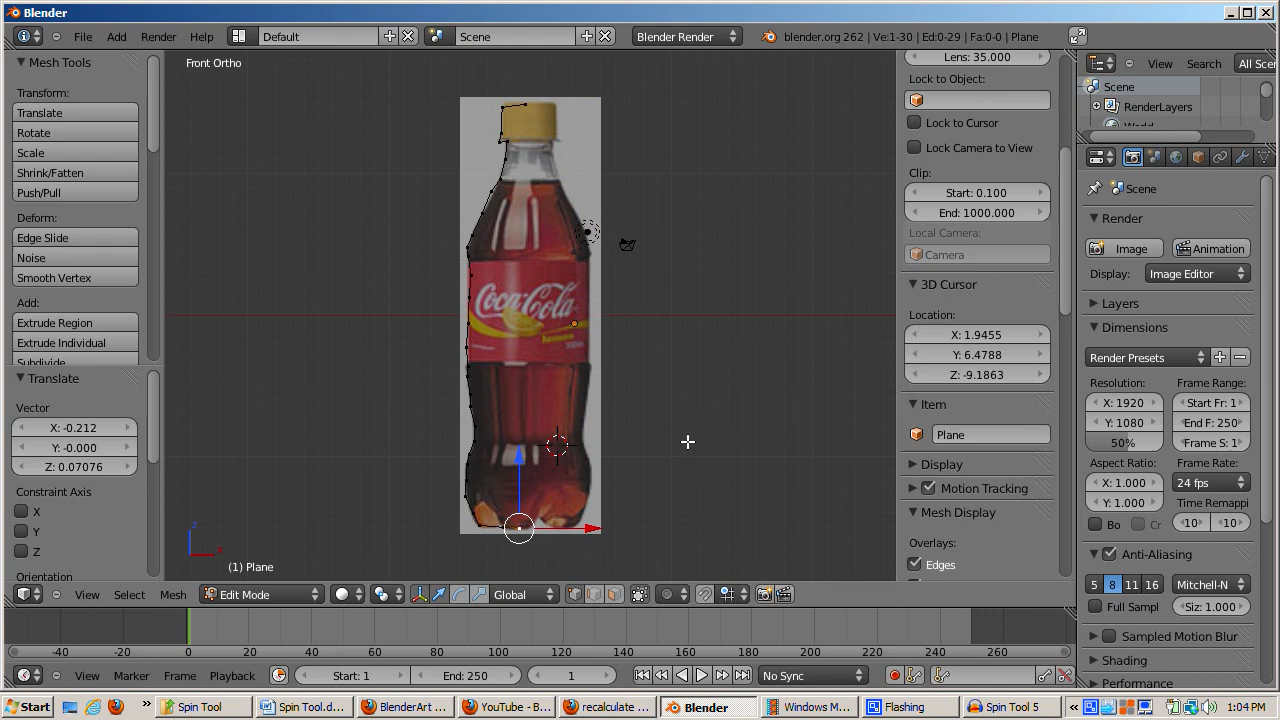 Blender
File Add Render Help Default Scene Blender Render blender.org 262 | Ve:1-30 | Ed:0-29 | Fa:0-0 | Plane
Mesh Tools
Transform:
Translate
Rotate
Scale
Shrink/Fatten
Push/Pull
Deform:
Edge Slide
Noise
Smooth Vertex
Add:
Extrude Region
Extrude Individual
Subdivide
Translate
Vector
X: -0.212
Y: -0.000
Z: 0.07076
Constraint Axis
X
Y
Z
Orientation
Front Ortho
Coca-Cola
z
x
(1) Plane
Lens: 35.000
Lock to Object:
Lock to Cursor
Lock Camera to View
Clip:
Start: 0.100
End: 1000.000
Local Camera:
Camera
3D Cursor
Location:
X: 1.9455
Y: 6.4788
Z: -9.1863
Item
Plane
Display
Motion Tracking
Mesh Display
Overlays:
Edges
View Search All Scen
Scene
RenderLayers
World
Scene
Render
Image Animation
Display: Image Editor
Layers
Dimensions
Render Presets
Resolution: Frame Range:
X: 1920 Start Fr: 1
Y: 1080 End F: 250
50% Frame S: 1
Aspect Ratio: Frame Rate:
X: 1.000 24 fps
Y: 1.000 Time Remappi
Bo Cr 10 10
Anti-Aliasing
5 8 11 16 Mitchell-N
Full Sampl Siz: 1.000
Sampled Motion Blur
Shading
Performance
View Select Mesh Edit Mode Global
-40 -20 0 20 40 60 80 100 120 140 160 180 200 220 240 260
View Marker Frame Playback Start: 1 End: 250 1 No Sync
Start Spin Tool Spin Tool.d... BlenderArt ... YouTube - B... recalculate ... Blender Windows M... Flashing Spin Tool 5 1:04 PM